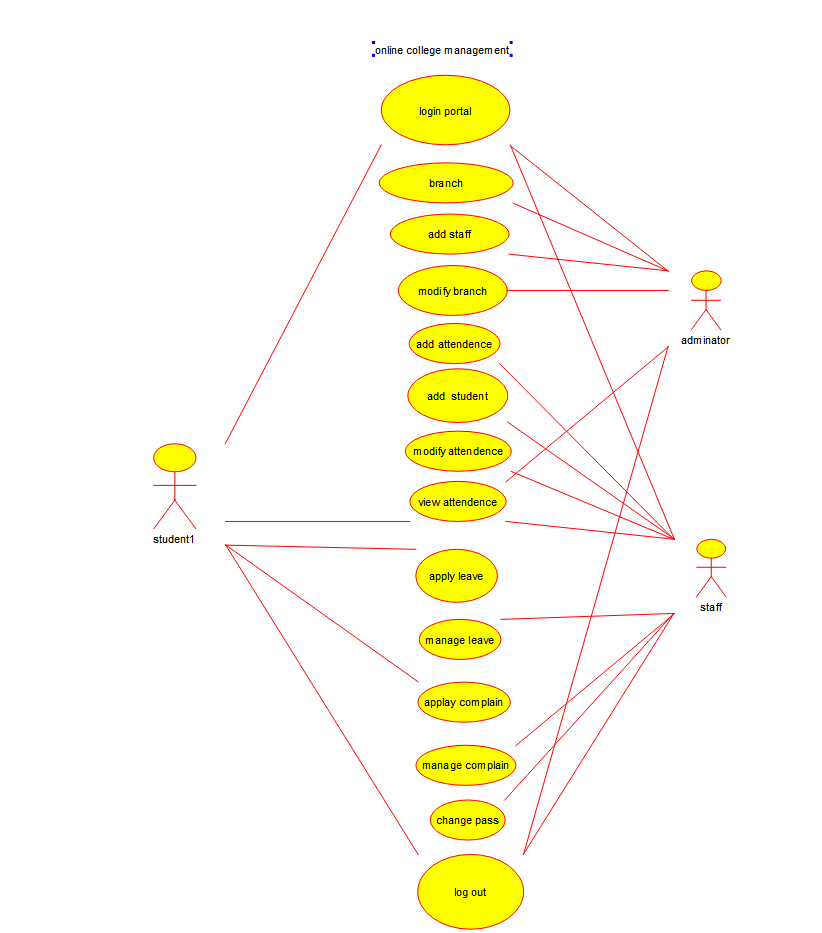 online college management
login portal
branch
add staff
modify branch
adminator
add attendence
add student
modify attendence
view attendence
student1
apply leave
staff
manage leave
applay complain
manage complain
change pass
log out